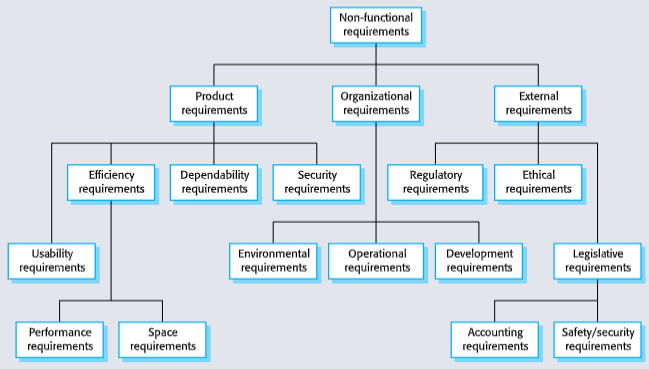 Non-functional
requirements
Product
requirements
Organizational
requirements
External
requirements
Efficiency
requirements
Dependability
requirements
Security
requirements
Regulatory
requirements
Ethical
requirements
Usability
requirements
Environmental
requirements
Operational
requirements
Development
requirements
Legislative
requirements
Performance
requirements
Space
requirements
Accounting
requirements
Safety/security
requirements